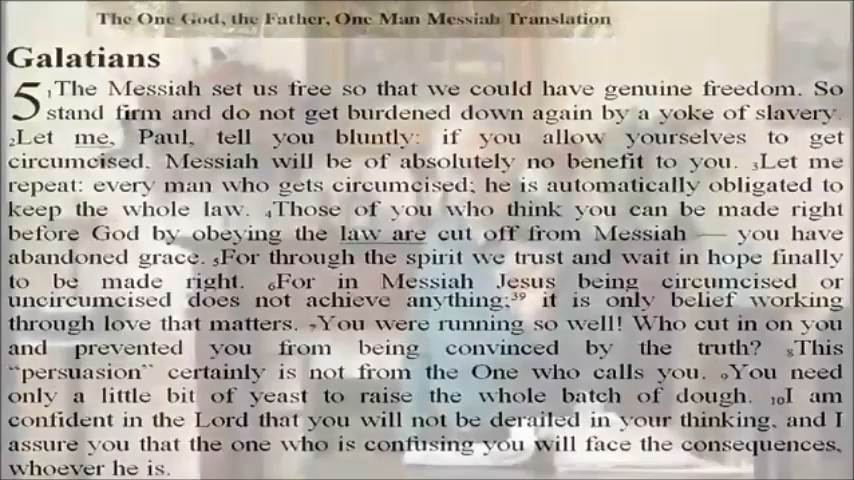 The One God, the Father, One Man Messiah Translation
Galatians
5 1The Messiah set us free so that we could have genuine freedom. So
stand firm and do not get burdened down again by a yoke of slavery.
2Let me, Paul, tell you bluntly: if you allow yourselves to get
circumcised, Messiah will be of absolutely no benefit to you. 3Let me
repeat: every man who gets circumcised; he is automatically obligated to
keep the whole law. 4Those of you who think you can be made right
before God by obeying the law are cut off from Messiah — you have
abandoned grace. 5For through the spirit we trust and wait in hope finally
to be made right. 6For in Messiah Jesus being circumcised or
uncircumcised does not achieve anything;39 it is only belief working
through love that matters. 7You were running so well! Who cut in on you
and prevented you from being convinced by the truth? 8This
“persuasion” certainly is not from the One who calls you. 9You need
only a little bit of yeast to raise the whole batch of dough. 10I am
confident in the Lord that you will not be derailed in your thinking, and I
assure you that the one who is confusing you will face the consequences,
whoever he is.